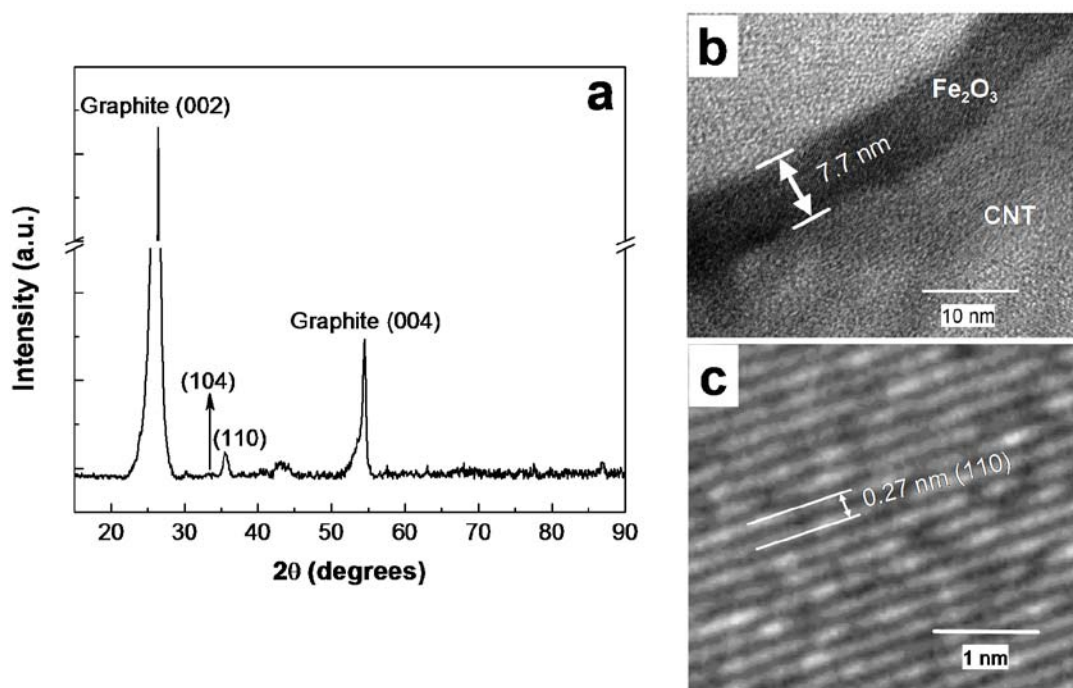 a
Graphite (002)
Graphite (004)
(104)
(110)
Intensity (a.u.)
20 30 40 50 60 70 80 90
2θ (degrees)
b
Fe₂O₃
7.7 nm
CNT
10 nm
c
0.27 nm (110)
1 nm